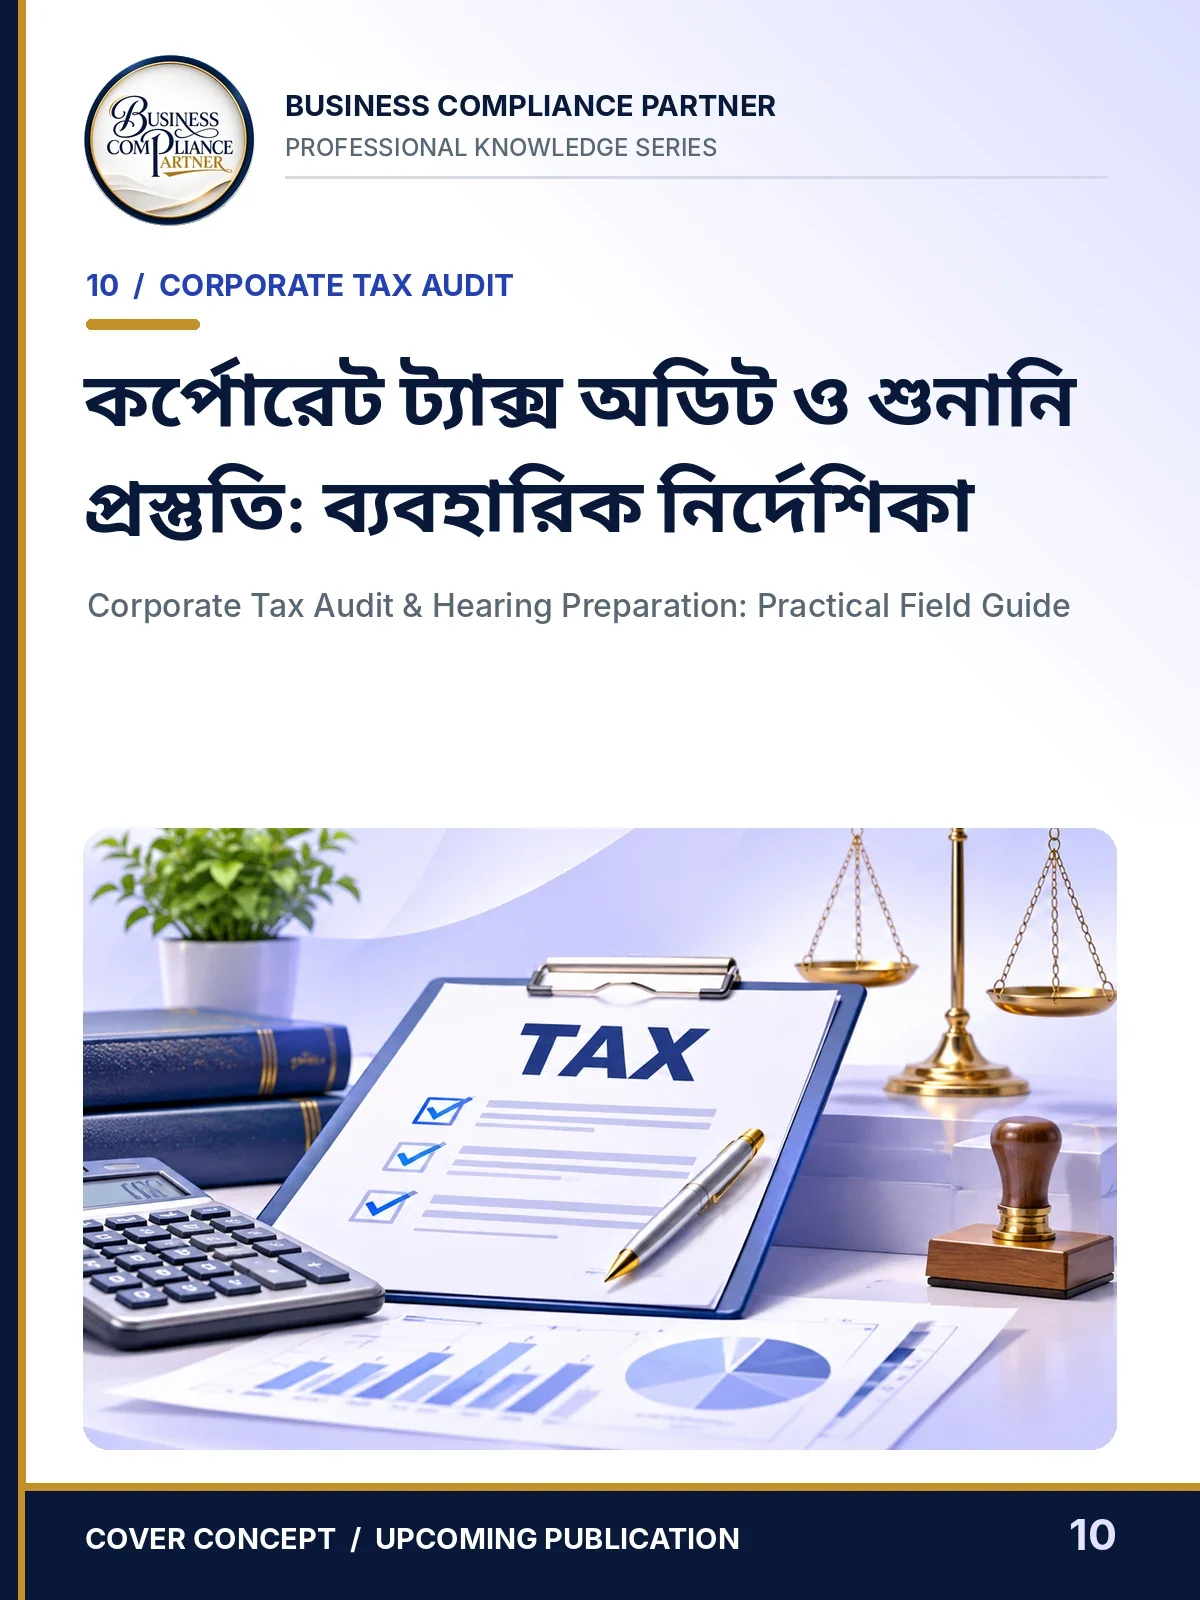 BUSINESS
COMPLIANCE
PARTNER
BUSINESS COMPLIANCE PARTNER
PROFESSIONAL KNOWLEDGE SERIES
10 / CORPORATE TAX AUDIT
কর্পোরেট ট্যাক্স অডিট ও শুনানি
প্রস্তুতি: ব্যবহারিক নির্দেশিকা
Corporate Tax Audit & Hearing Preparation: Practical Field Guide
TAX
COVER CONCEPT / UPCOMING PUBLICATION
10